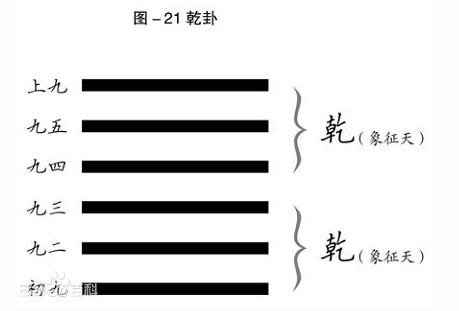 图-21 乾卦
上九
九五
九四
乾(象征天)
九三
九二
初九
乾(象征天)